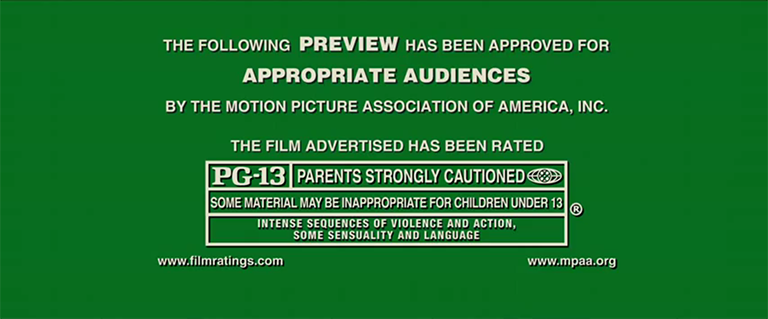 THE FOLLOWING PREVIEW HAS BEEN APPROVED FOR
APPROPRIATE AUDIENCES
BY THE MOTION PICTURE ASSOCIATION OF AMERICA, INC.
THE FILM ADVERTISED HAS BEEN RATED
PG-13 PARENTS STRONGLY CAUTIONED
SOME MATERIAL MAY BE INAPPROPRIATE FOR CHILDREN UNDER 13
®
INTENSE SEQUENCES OF VIOLENCE AND ACTION,
SOME SENSUALITY AND LANGUAGE
www.filmratings.com www.mpaa.org